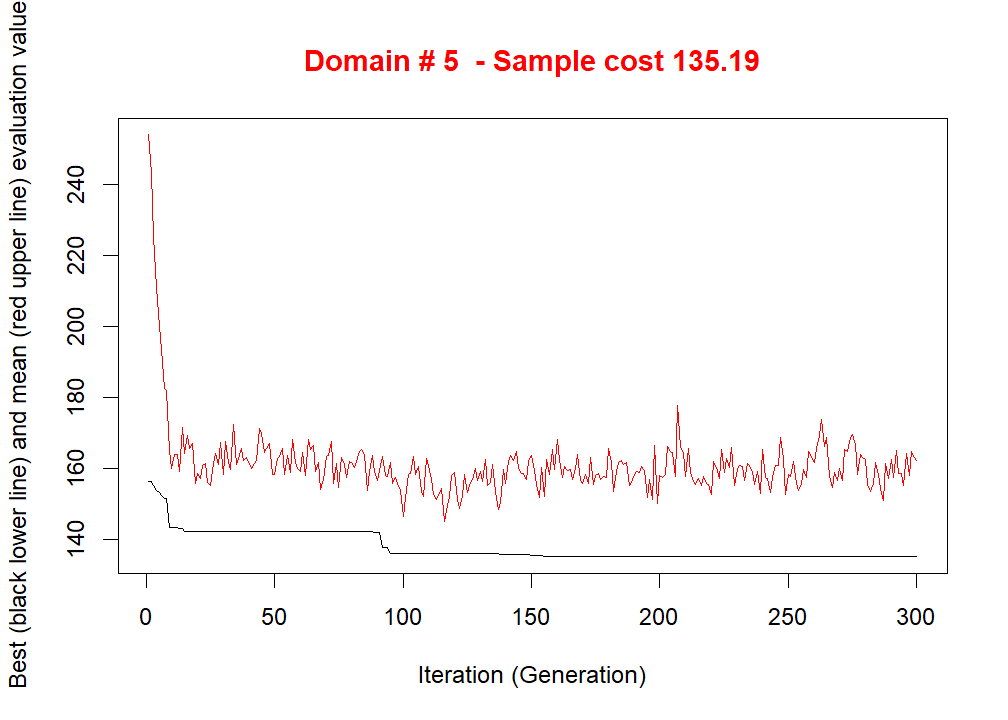 Domain # 5  - Sample cost 135.19
Best (black lower line) and mean (red upper line) evaluation value
240
220
200
180
160
140
0 50 100 150 200 250 300
Iteration (Generation)